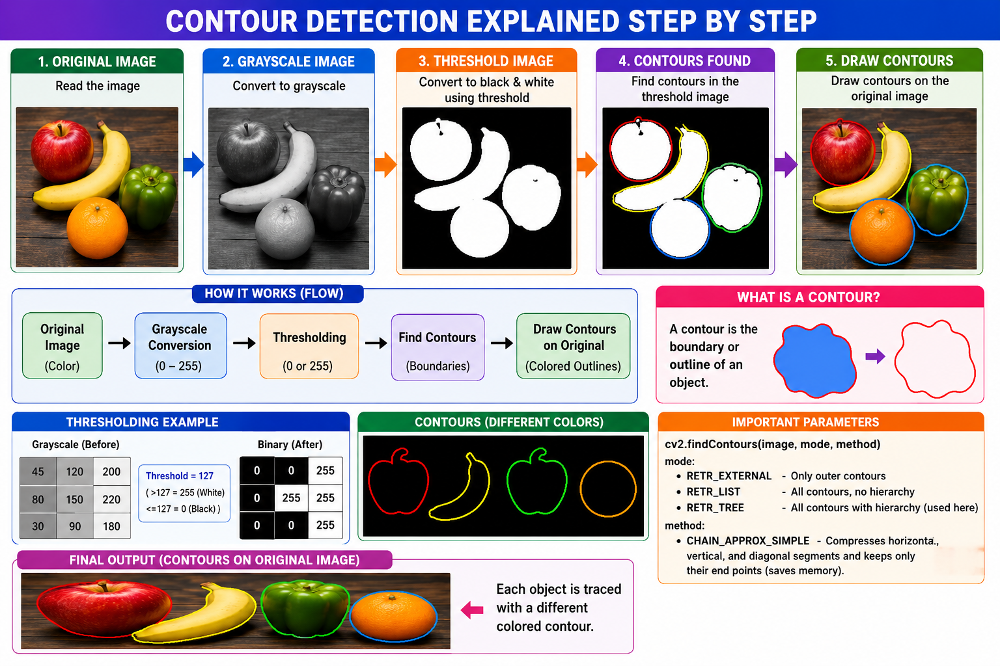 CONTOUR DETECTION EXPLAINED STEP BY STEP
1. ORIGINAL IMAGE
Read the image
2. GRAYSCALE IMAGE
Convert to grayscale
3. THRESHOLD IMAGE
Convert to black & white
using threshold
4. CONTOURS FOUND
Find contours in the
threshold image
5. DRAW CONTOURS
Draw contours on the
original image
HOW IT WORKS (FLOW)
Original
Image
(Color)
Grayscale
Conversion
(0 – 255)
Thresholding
(0 or 255)
Find Contours
(Boundaries)
Draw Contours
on Original
(Colored Outlines)
WHAT IS A CONTOUR?
A contour is the
boundary or
outline of an
object.
THRESHOLDING EXAMPLE
Grayscale (Before)
45 120 200
80 150 220
30 90 180
Threshold = 127
( >127 = 255 (White)
<=127 = 0 (Black) )
Binary (After)
0 0 255
0 255 255
0 0 255
CONTOURS (DIFFERENT COLORS)
IMPORTANT PARAMETERS
cv2.findContours(image, mode, method)
mode:
• RETR_EXTERNAL - Only outer contours
• RETR_LIST - All contours, no hierarchy
• RETR_TREE - All contours with hierarchy (used here)
method:
• CHAIN_APPROX_SIMPLE - Compresses horizonta.,
vertical, and diagonal segments and keeps only
their end points (saves memory).
FINAL OUTPUT (CONTOURS ON ORIGINAL IMAGE)
Each object is traced
with a different
colored contour.